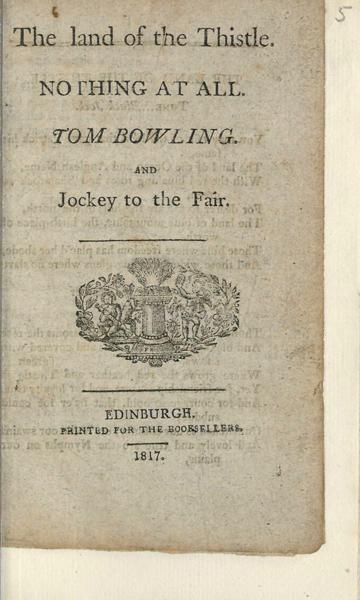 5
The land of the Thistle.
NOTHING AT ALL.
TOM BOWLING.
AND
Jockey to the Fair.
EDINBURGH.
PRINTED FOR THE BOOKSELLERS.
1817.